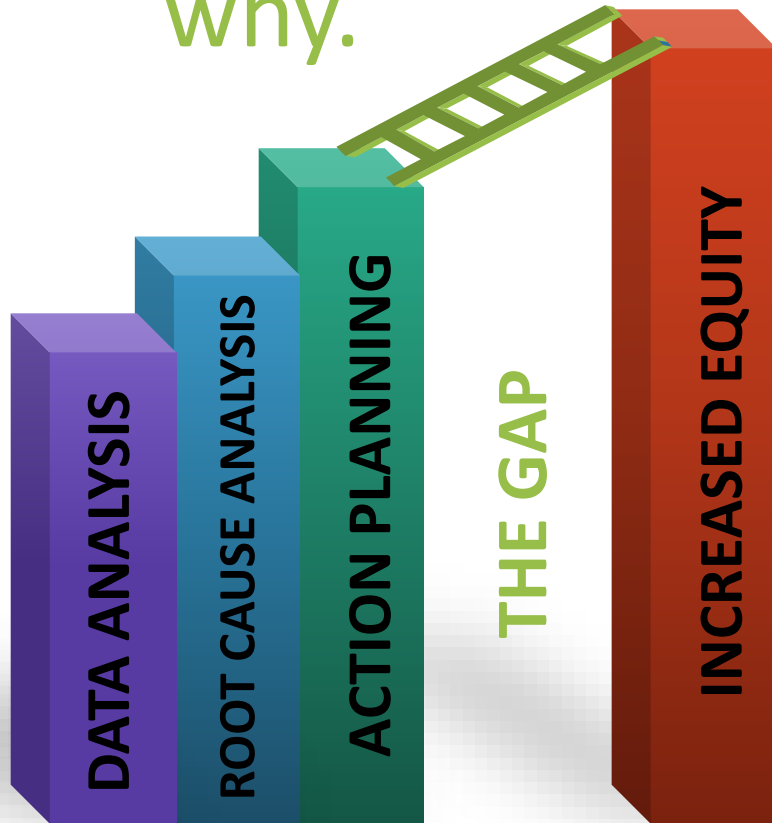 why.
DATA ANALYSIS
ROOT CAUSE ANALYSIS
ACTION PLANNING
THE GAP
INCREASED EQUITY